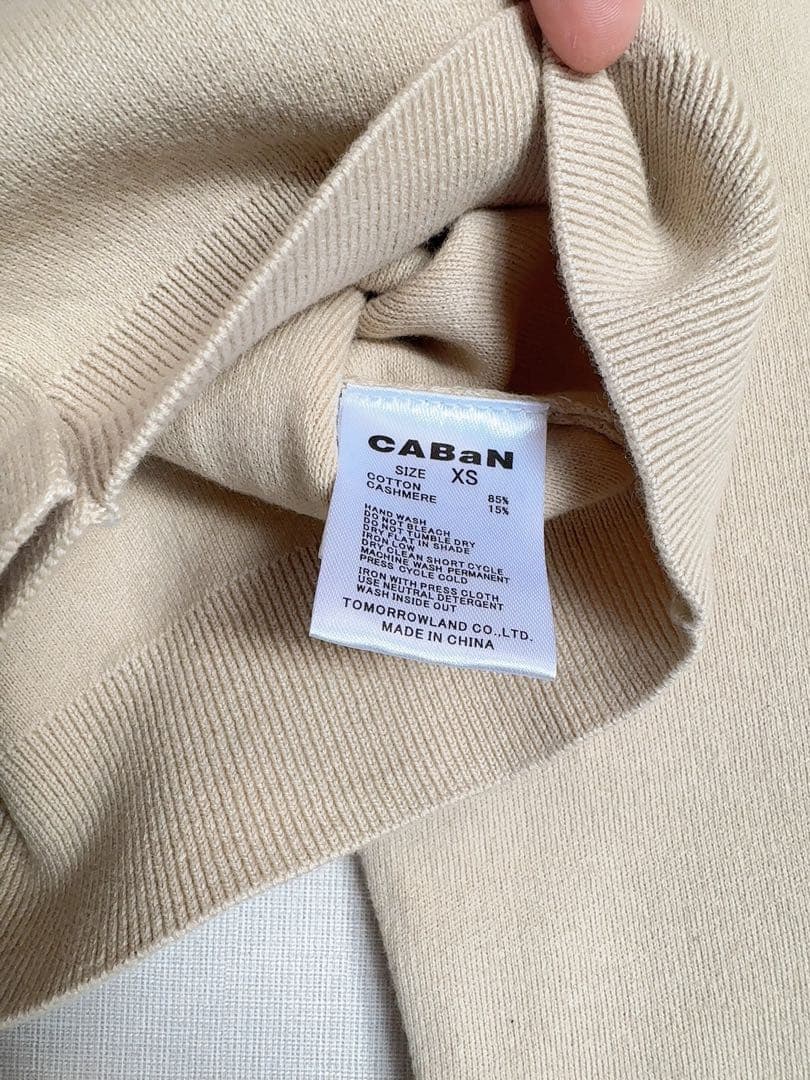 CABaN
SIZE XS
COTTON 85%
CASHMERE 15%
HAND WASH
DO NOT BLEACH
DO NOT TUMBLE DRY
DRY FLAT IN SHADE
IRON LOW
DRY CLEAN SHORT CYCLE
MACHINE WASH PERMANENT
PRESS CYCLE COLD
IRON WITH PRESS CLOTH
USE NEUTRAL DETERGENT
WASH INSIDE OUT
TOMORROWLAND CO.,LTD.
MADE IN CHINA